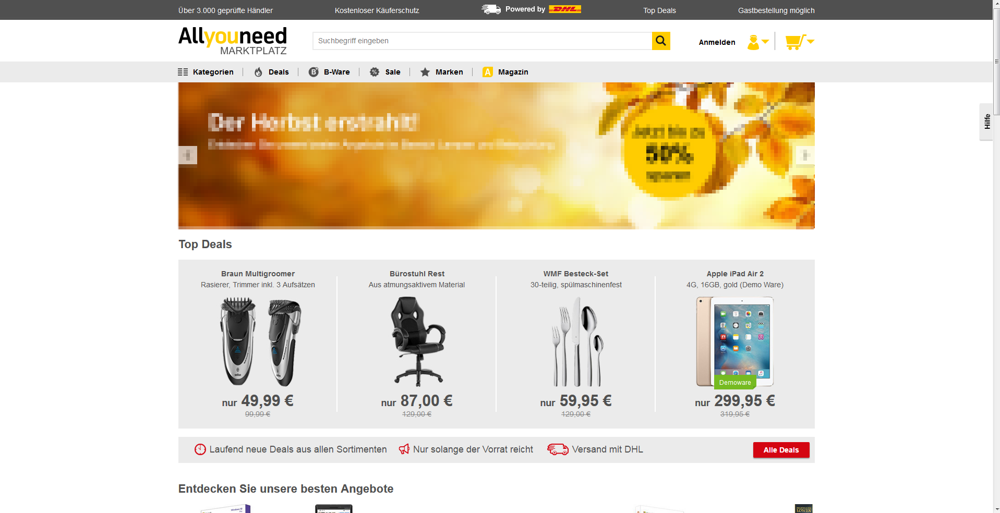 Über 3.000 geprüfte Händler
Kostenloser Käuferschutz
Powered by DHL
Top Deals
Gastbestellung möglich
Allyouneed
MARKTPLATZ
Suchbegriff eingeben
Anmelden
Kategorien
Deals
B B-Ware
% Sale
Marken
A Magazin
Hilfe
Der Herbst erstrahlt!
Jetzt bis zu
50%
sparen!
Top Deals
Braun Multigroomer
Rasierer, Trimmer inkl. 3 Aufsätzen
nur 49,99 €
99,99 €
Bürostuhl Rest
Aus atmungsaktivem Material
nur 87,00 €
129,00 €
WMF Besteck-Set
30-teilig, spülmaschinenfest
nur 59,95 €
129,00 €
Apple iPad Air 2
4G, 16GB, gold (Demo Ware)
Demoware
nur 299,95 €
319,95 €
Laufend neue Deals aus allen Sortimenten
Nur solange der Vorrat reicht
Versand mit DHL
Alle Deals
Entdecken Sie unsere besten Angebote
LÖWEN